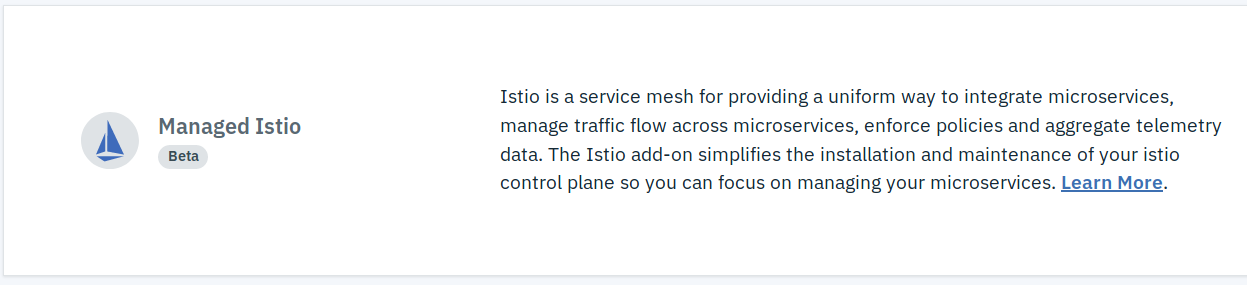 Managed Istio
Beta
Istio is a service mesh for providing a uniform way to integrate microservices,
manage traffic flow across microservices, enforce policies and aggregate telemetry
data. The Istio add-on simplifies the installation and maintenance of your istio
control plane so you can focus on managing your microservices. Learn More.